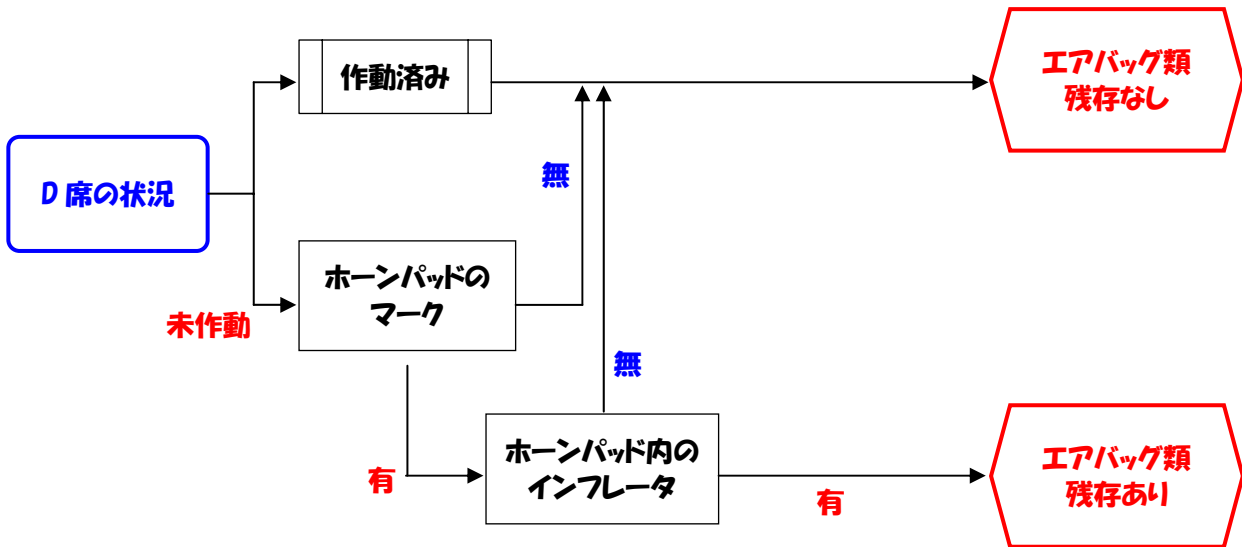 作動済み
エアバッグ類
残存なし
D席の状況
無
ホーンパッドの
マーク
未作動
無
ホーンパッド内の
インフレータ
有
有
エアバッグ類
残存あり